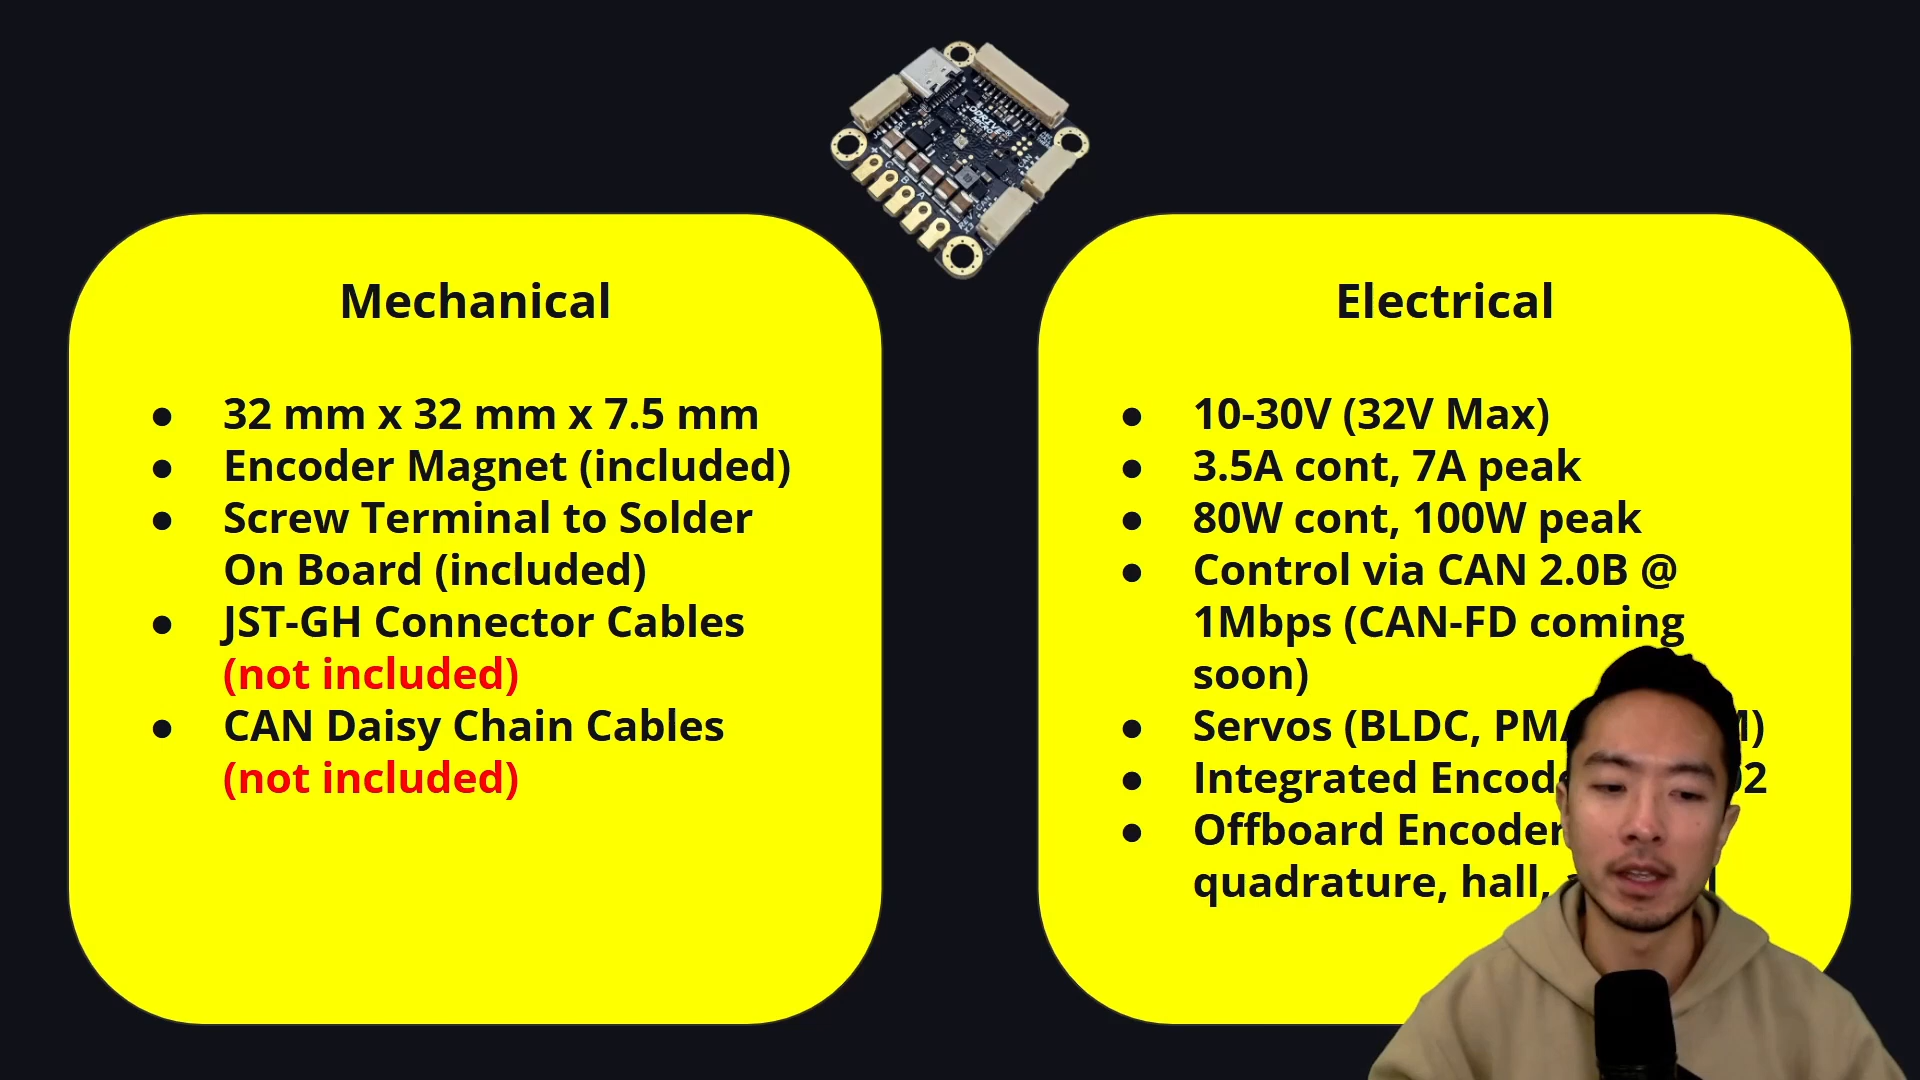 ODRIVE
MICRO
CAN
Mechanical
● 32 mm x 32 mm x 7.5 mm
● Encoder Magnet (included)
● Screw Terminal to Solder
On Board (included)
● JST-GH Connector Cables
(not included)
● CAN Daisy Chain Cables
(not included)
Electrical
● 10-30V (32V Max)
● 3.5A cont, 7A peak
● 80W cont, 100W peak
● Control via CAN 2.0B @
1Mbps (CAN-FD coming
soon)
● Servos (BLDC,
● Integrated
● Offboard Encoder
quadrature, hall,